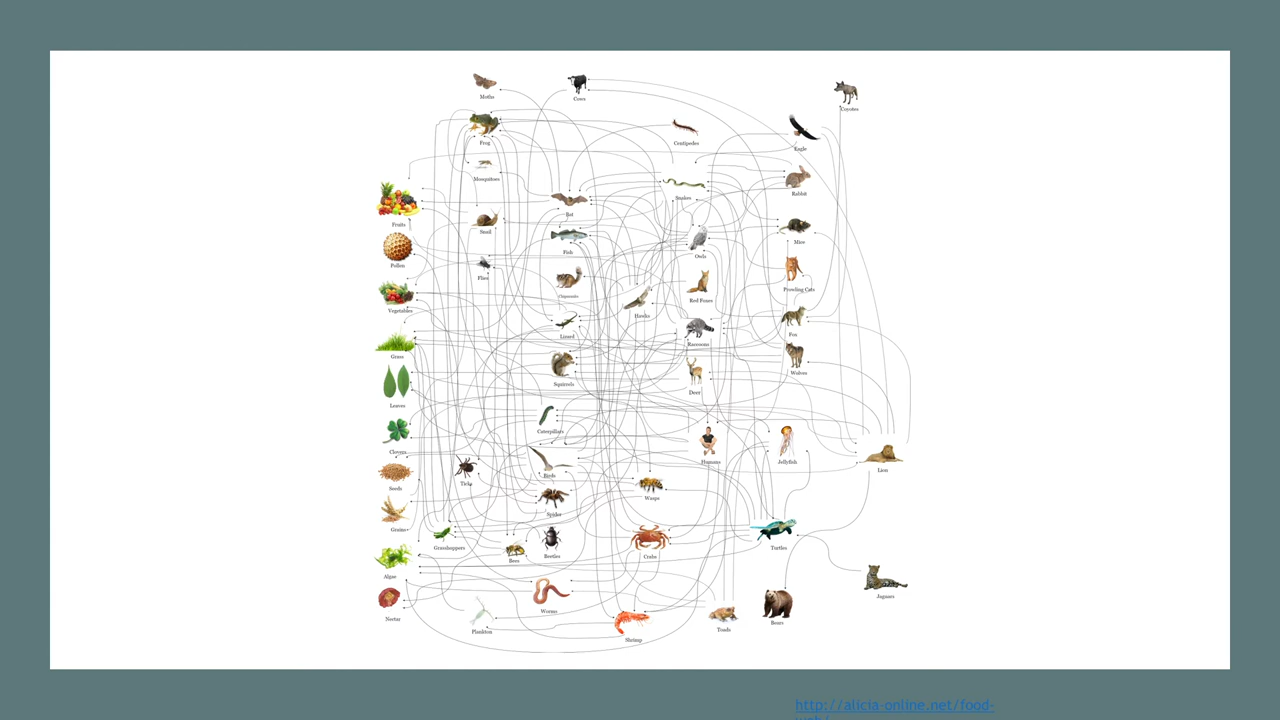 Moths
Cows
Coyotes
Frog
Centipedes
Eagle
Mosquitoes
Snakes
Rabbit
Fruits
Bat
Snail
Mice
Pollen
Fish
Owls
Flies
Chipmunks
Red Foxes
Prowling Cats
Vegetables
Hawks
Lizard
Raccoons
Fox
Grass
Squirrels
Deer
Wolves
Leaves
Caterpillars
Clovers
Birds
Humans
Jellyfish
Lion
Seeds
Ticks
Wasps
Spider
Grains
Grasshoppers
Bees
Beetles
Crabs
Turtles
Algae
Jaguars
Nectar
Worms
Plankton
Shrimp
Toads
Bears
http://alicia-online.net/food-